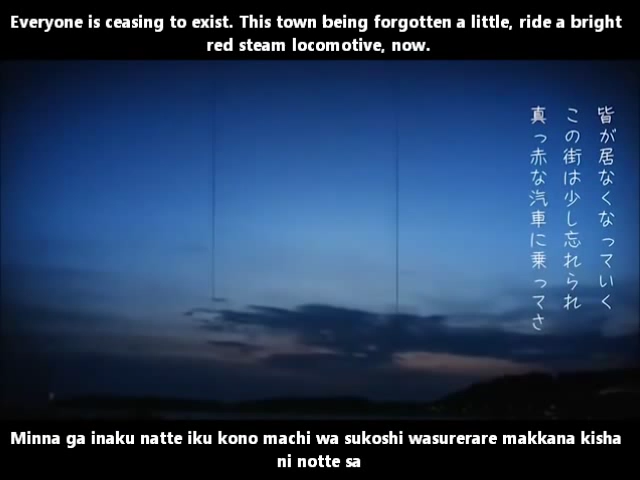 Everyone is ceasing to exist. This town being forgotten a little, ride a bright
red steam locomotive, now.
皆が居なくなっていく
この街は少し忘れられ
真っ赤な汽車に乗ってさ
Minna ga inaku natte iku kono machi wa sukoshi wasurerare makkana kisha
ni notte sa